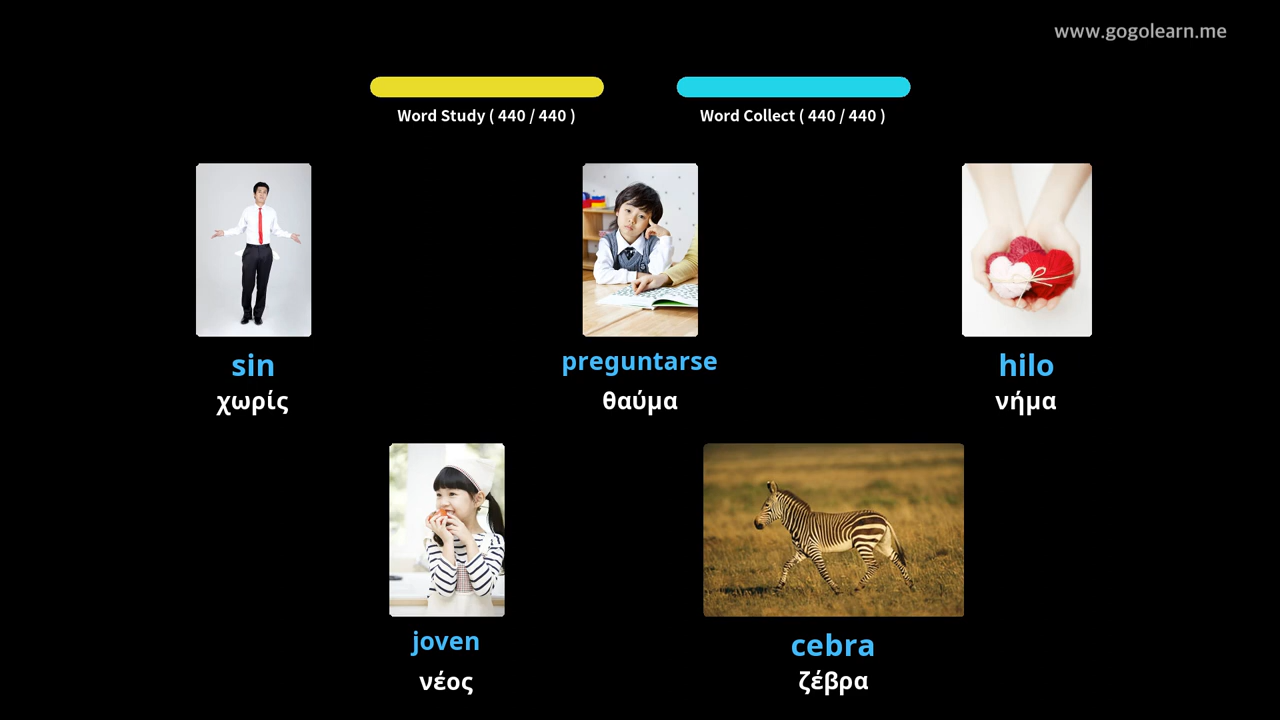 www.gogolearn.me
Word Study ( 440 / 440 )
Word Collect ( 440 / 440 )
sin
χωρίς
preguntarse
θαύμα
hilo
νήμα
joven
νέος
cebra
ζέβρα